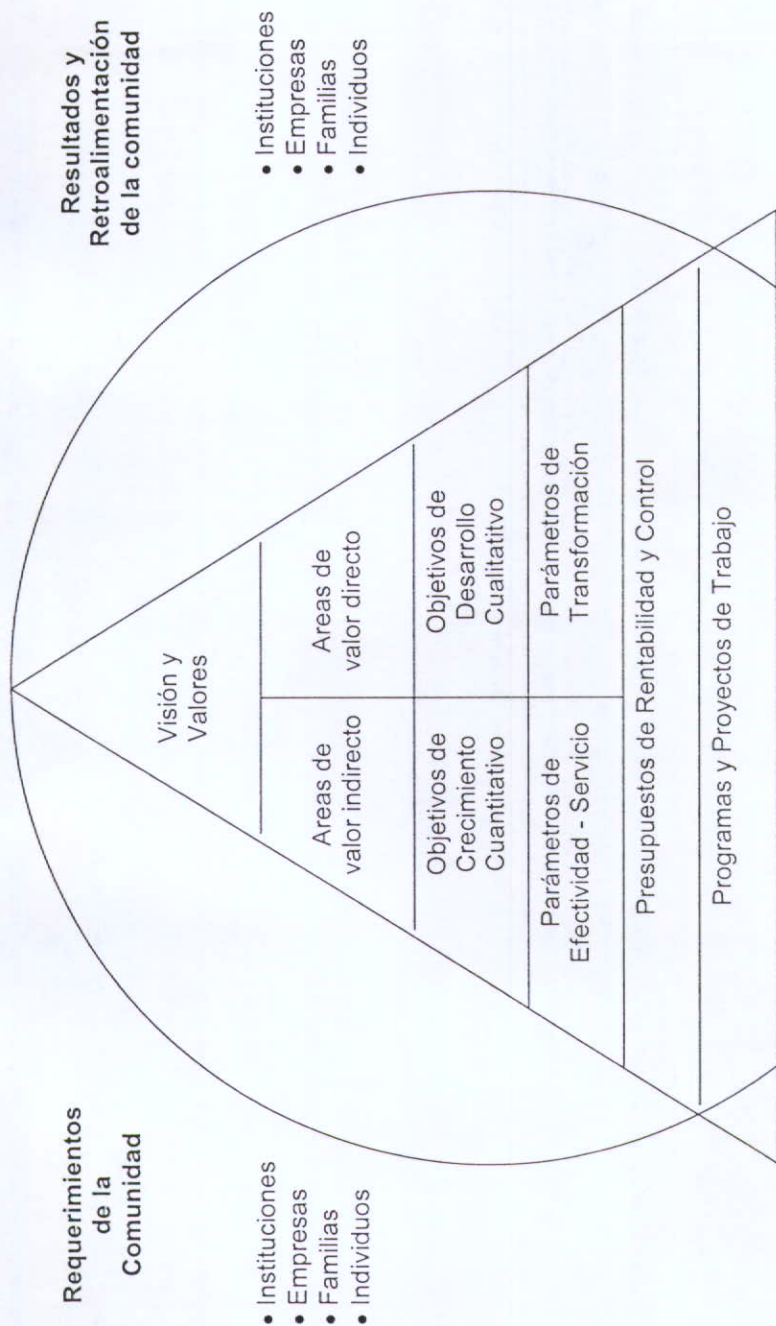 Requerimientos
de la
Comunidad
• Instituciones
• Empresas
• Familias
• Individuos
Visión y
Valores
Areas de
valor indirecto
Areas de
valor directo
Objetivos de
Crecimiento
Cuantitativo
Objetivos de
Desarrollo
Cualitativo
Parámetros de
Efectividad - Servicio
Parámetros de
Transformación
Presupuestos de Rentabilidad y Control
Programas y Proyectos de Trabajo
Resultados y
Retroalimentación
de la comunidad
• Instituciones
• Empresas
• Familias
• Individuos